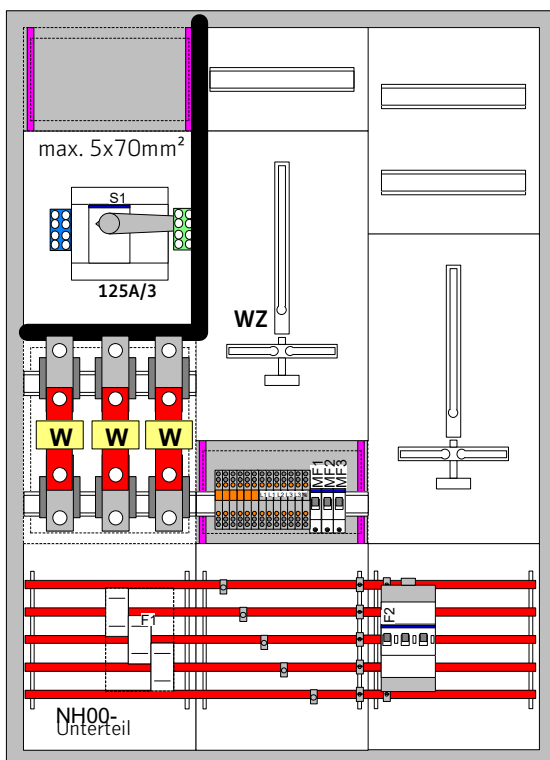 max. 5x70mm²
S1
125A/3
WZ
W W W
MF1
MF2
MF3
F1
F2
NH00-
Unterteil